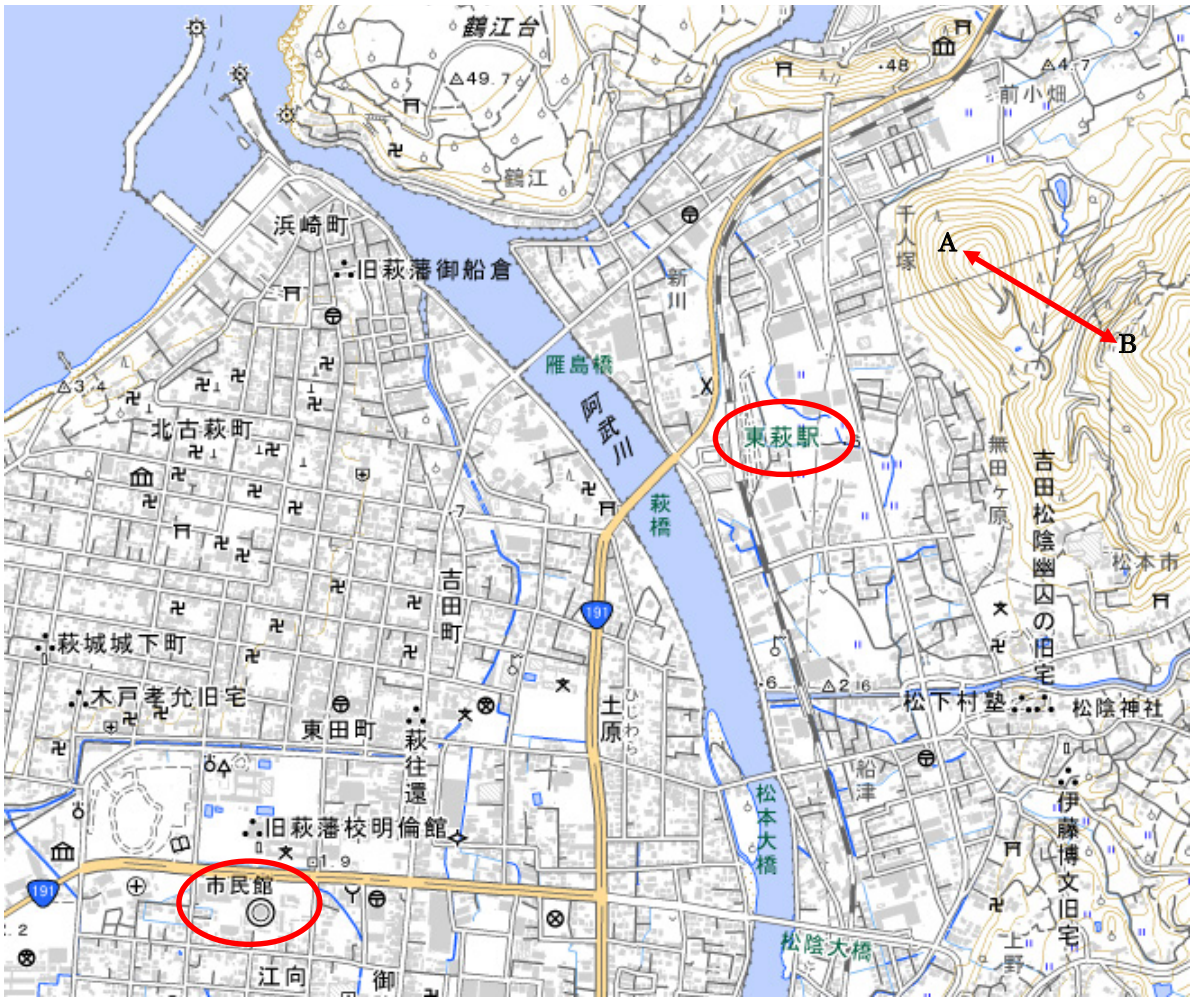 鶴江台
49.7
鶴江
48
4.7
前小畑
千人塚
A
B
浜崎町
旧萩藩御船倉
新川
雁島橋
阿武川
3.4
北古萩町
東萩駅
6
無田ヶ原
吉田松陰幽囚の旧宅
松本市
萩橋
7
吉田町
191
萩城城下町
木戸孝允旧宅
東田町
萩往還
土原
ひじわら
6
2.6
松下村塾
松陰神社
船津
伊藤博文旧宅
松本大橋
旧萩藩校明倫館
1.9
191
市民館
松陰大橋
上野
江向
御
2.2